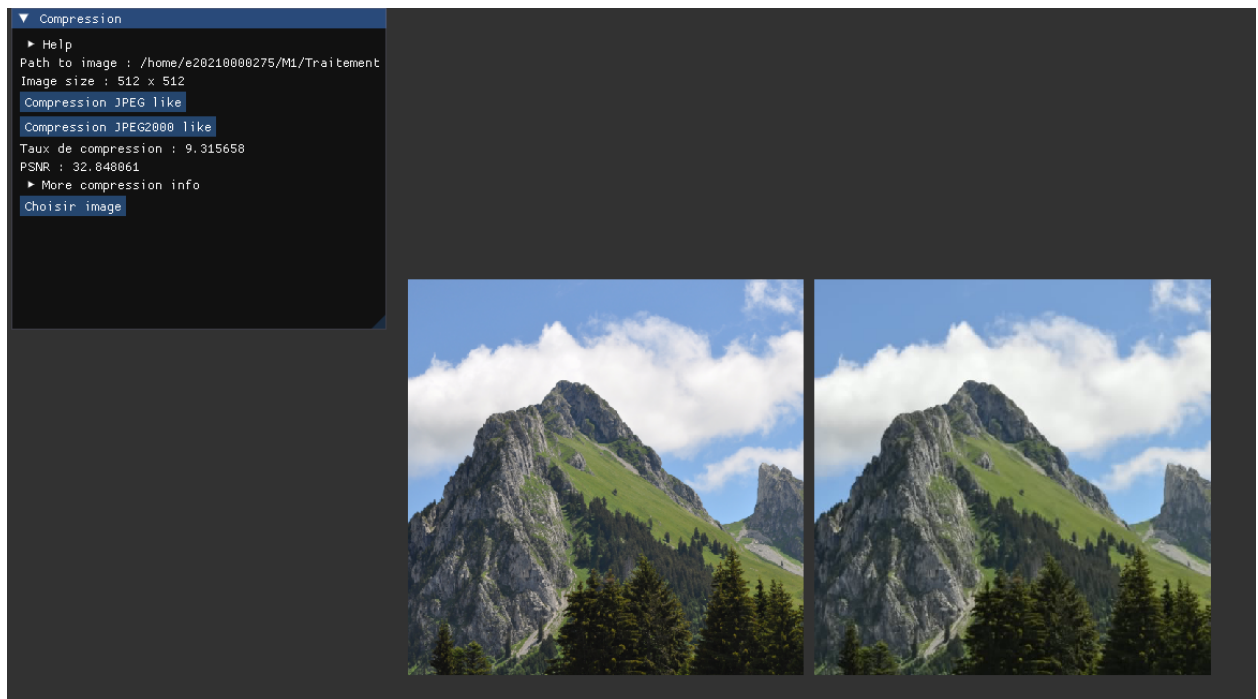 Compression
Help
Path to image : /home/e20210000275/M1/Traitement
Image size : 512 x 512
Compression JPEG like
Compression JPEG2000 like
Taux de compression : 9.315658
PSNR : 32.848061
More compression info
Choisir image